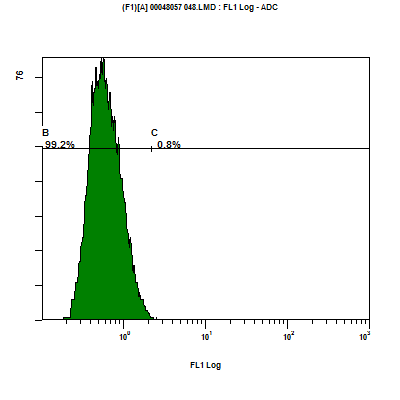 (F1)[A] 00048057 048.LMD : FL1 Log - ADC
76
B C
99.2% 0.8%
10⁰ 10¹ 10² 10³
FL1 Log